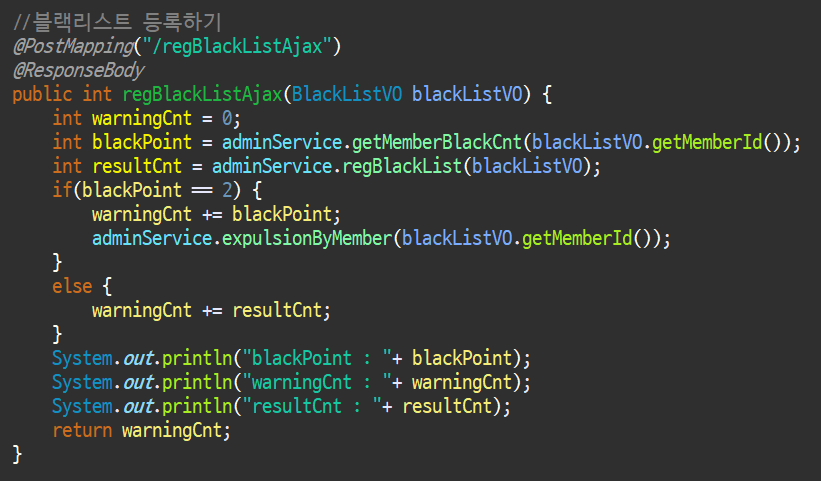 //블랙리스트 등록하기
@PostMapping("/regBlackListAjax")
@ResponseBody
public int regBlackListAjax(BlackListVO blackListVO) {
    int warningCnt = 0;
    int blackPoint = adminService.getMemberBlackCnt(blackListVO.getMemberId());
    int resultCnt = adminService.regBlackList(blackListVO);
    if(blackPoint == 2) {
        warningCnt += blackPoint;
        adminService.expulsionByMember(blackListVO.getMemberId());
    }
    else {
        warningCnt += resultCnt;
    }
    System.out.println("blackPoint : "+ blackPoint);
    System.out.println("warningCnt : "+ warningCnt);
    System.out.println("resultCnt : "+ resultCnt);
    return warningCnt;
}